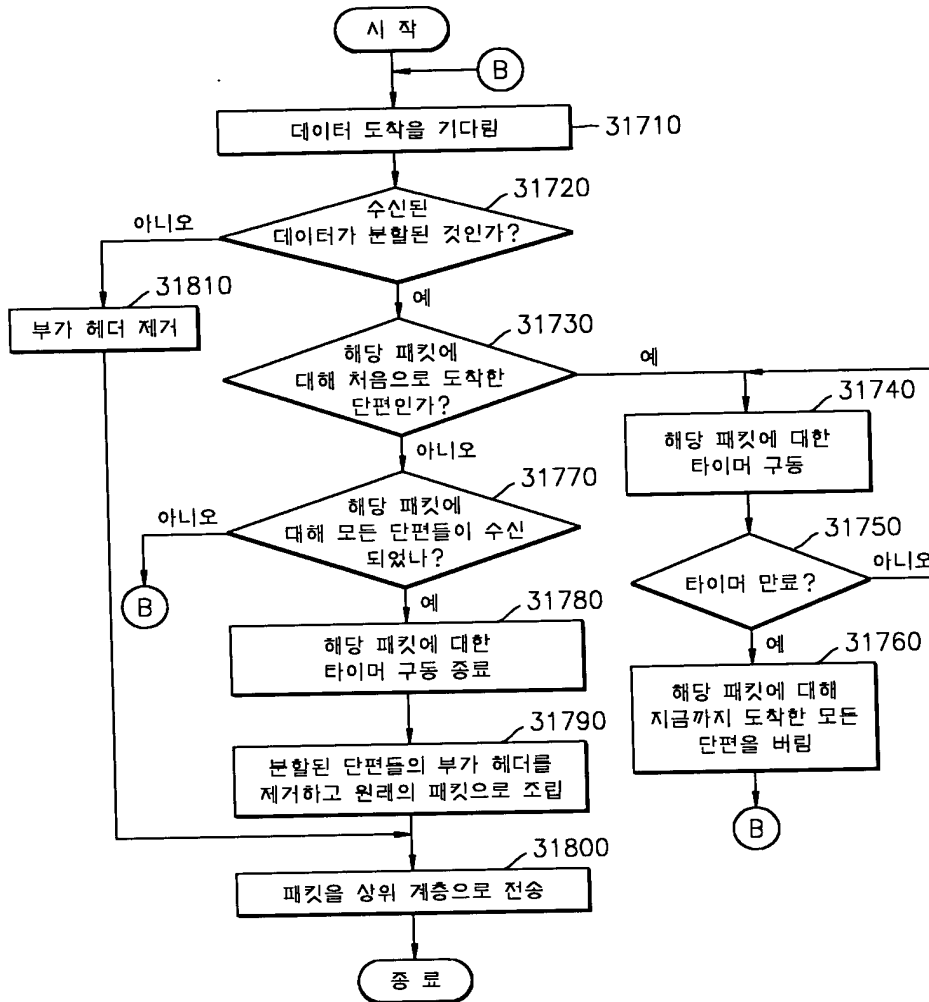 시 작
B
데이터 도착을 기다림
31710
31720
수신된
데이터가 분할된 것인가?
아니오
예
31810
부가 헤더 제거
31730
해당 패킷에
대해 처음으로 도착한
단편인가?
예
아니오
31740
해당 패킷에 대한
타이머 구동
31770
해당 패킷에
대해 모든 단편들이 수신
되었나?
아니오
B
예
31750
타이머 만료?
아니오
예
31780
해당 패킷에 대한
타이머 구동 종료
31760
해당 패킷에 대해
지금까지 도착한 모든
단편을 버림
B
31790
분할된 단편들의 부가 헤더를
제거하고 원래의 패킷으로 조립
31800
패킷을 상위 계층으로 전송
종 료